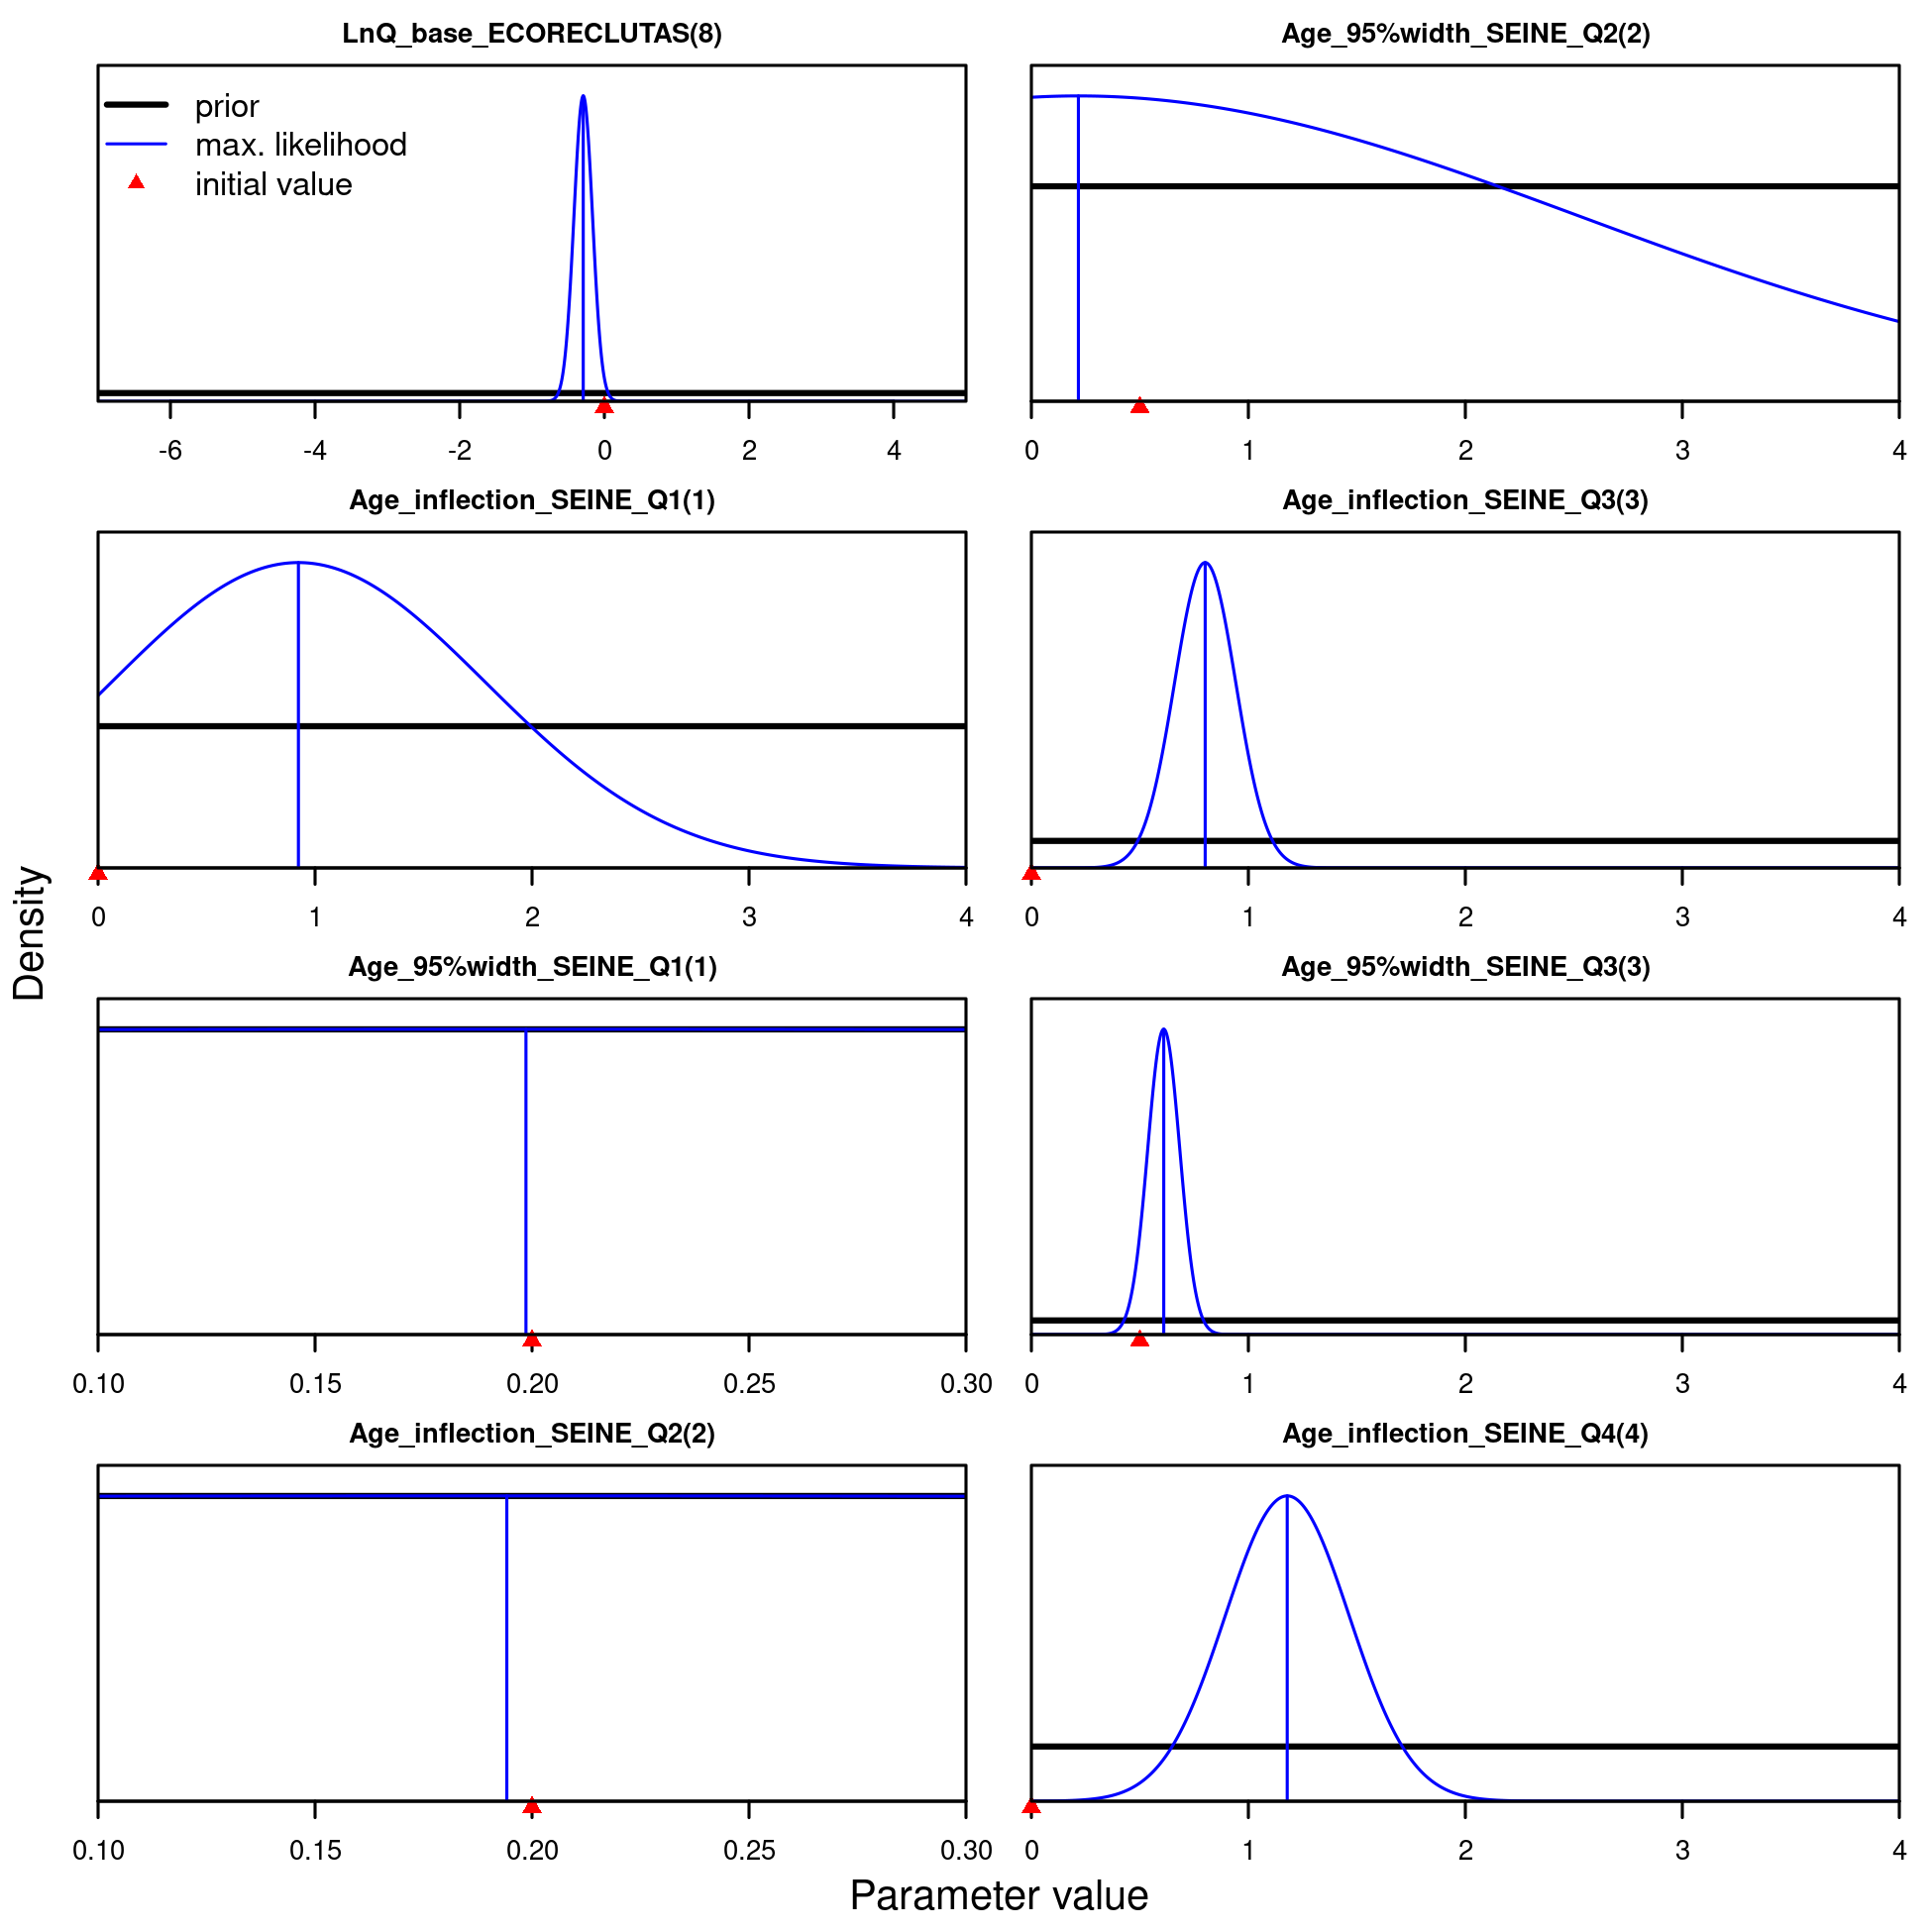 LnQ_base_ECORECLUTAS(8)
prior
max. likelihood
initial value
-6 -4 -2 0 2 4
Age_95%width_SEINE_Q2(2)
0 1 2 3 4
Age_inflection_SEINE_Q1(1)
0 1 2 3 4
Age_inflection_SEINE_Q3(3)
0 1 2 3 4
Age_95%width_SEINE_Q1(1)
0.10 0.15 0.20 0.25 0.30
Age_95%width_SEINE_Q3(3)
0 1 2 3 4
Age_inflection_SEINE_Q2(2)
0.10 0.15 0.20 0.25 0.30
Age_inflection_SEINE_Q4(4)
0 1 2 3 4
Density
Parameter value